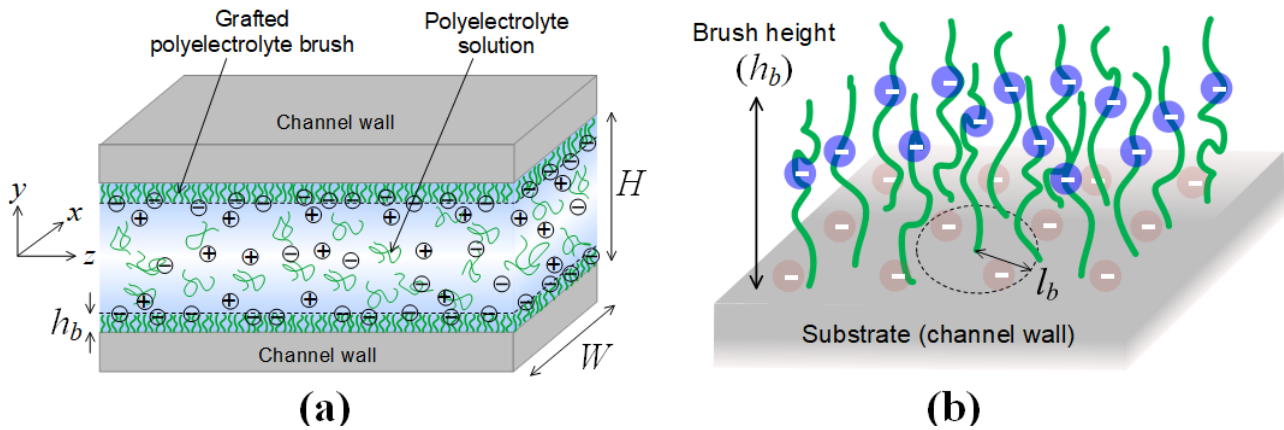 Grafted
polyelectrolyte brush
Polyelectrolyte
solution
Channel wall
y
x
z
H
h_b
Channel wall
W
(a)
Brush height
(h_b)
l_b
Substrate (channel wall)
(b)